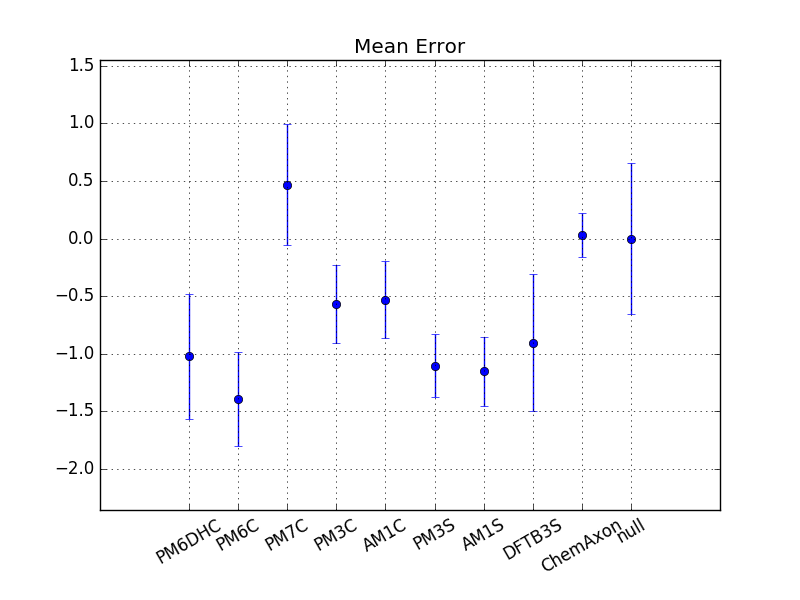 Mean Error
1.5
1.0
0.5
0.0
−0.5
−1.0
−1.5
−2.0
PM6DHC
PM6C
PM7C
PM3C
AM1C
PM3S
AM1S
DFTB3S
ChemAxon
null